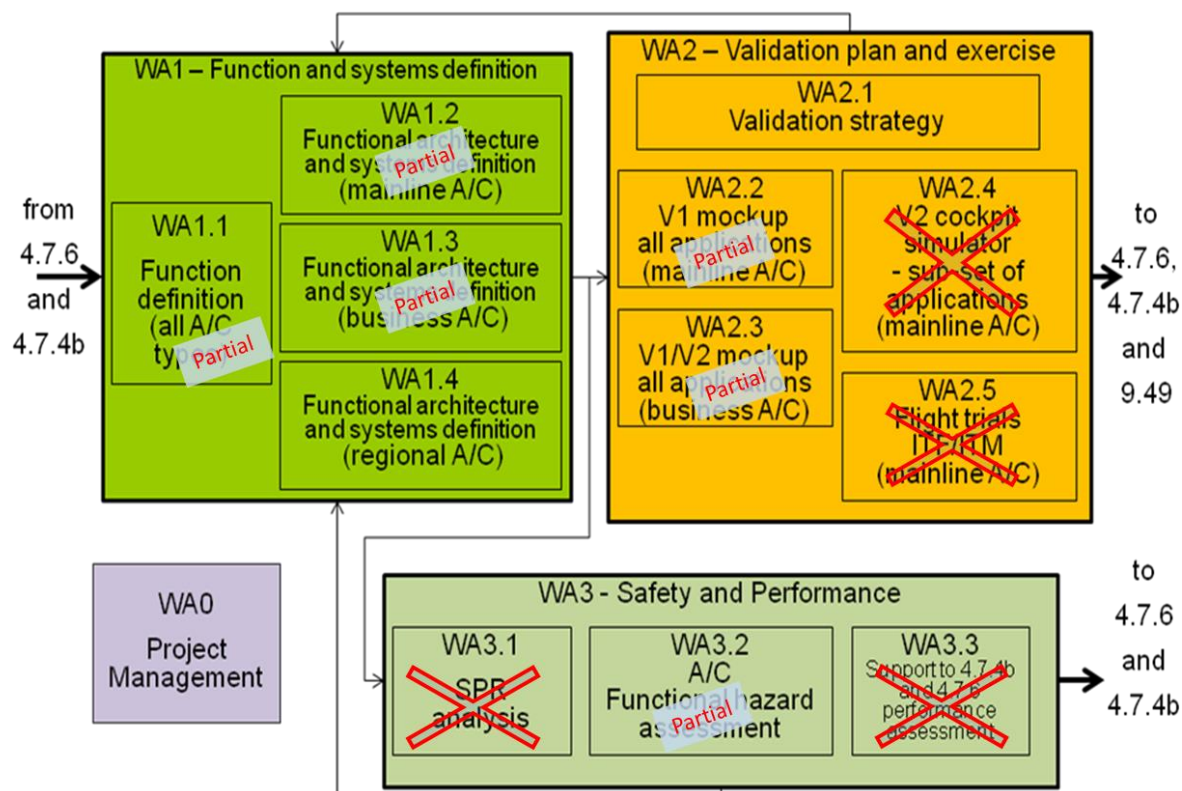 WA1 – Function and systems definition
WA1.2
Functional architecture
and systems definition
(mainline A/C)
Partial
from
4.7.6
and
4.7.4b
WA1.1
Function
definition
(all A/C
types)
Partial
WA1.3
Functional architecture
and systems definition
(business A/C)
Partial
WA1.4
Functional architecture
and systems definition
(regional A/C)
WA2 – Validation plan and exercise
WA2.1
Validation strategy
WA2.2
V1 mockup
all applications
(mainline A/C)
Partial
WA2.3
V1/V2 mockup
all applications
(business A/C)
Partial
WA2.4
V2 cockpit
simulator
- sub-set of
applications
(mainline A/C)
WA2.5
Flight trials
ITF/ITM
(mainline A/C)
to
4.7.6,
4.7.4b
and
9.49
WA0
Project
Management
WA3 - Safety and Performance
WA3.1
SPR
analysis
WA3.2
A/C
Functional hazard
assessment
Partial
WA3.3
Support to 4.7.4b
and 4.7.6
performance
assessment
to
4.7.6
and
4.7.4b